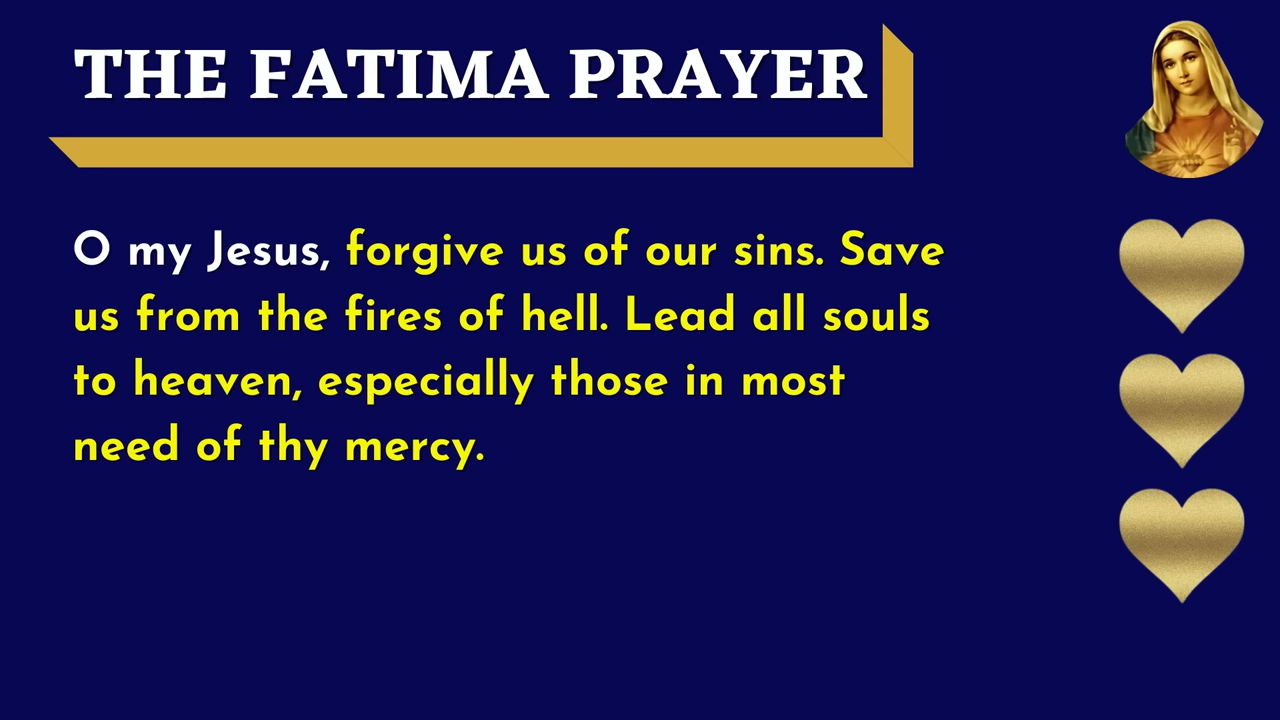 THE FATIMA PRAYER
O my Jesus, forgive us of our sins. Save
us from the fires of hell. Lead all souls
to heaven, especially those in most
need of thy mercy.